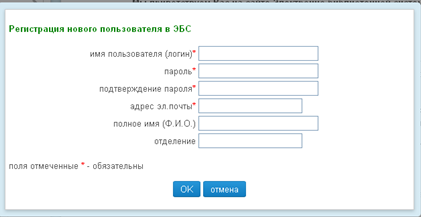 Регистрация нового пользователя в ЭБС
имя пользователя (логин)*
пароль*
подтверждение пароля*
адрес эл.почты*
полное имя (Ф.И.О.)
отделение
поля отмеченные * - обязательны
OK отмена